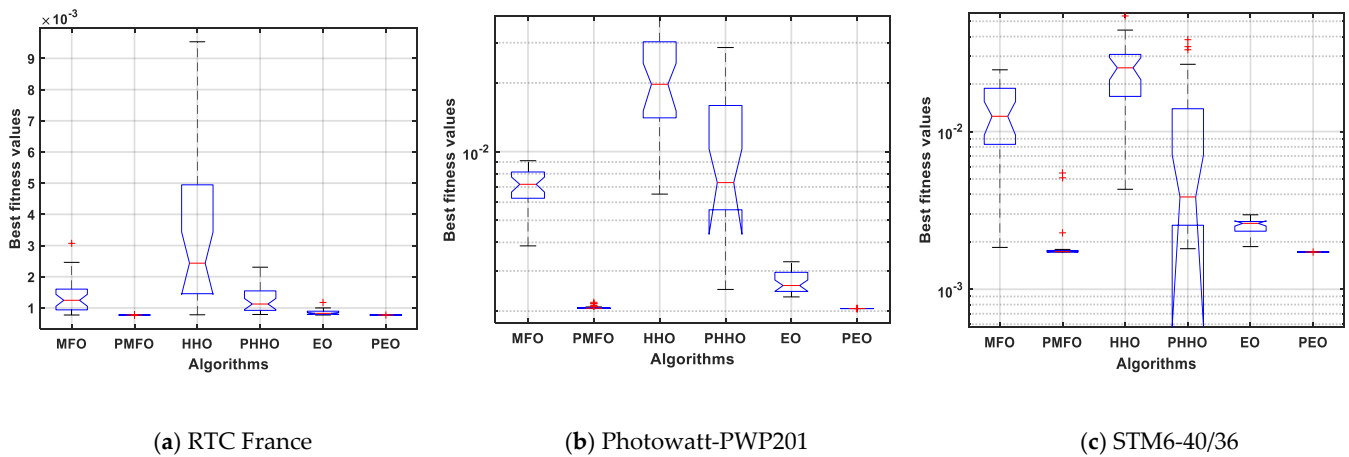 ×10⁻³
9
8
7
6
5
4
3
2
1
Best fitness values
MFO PMFO HHO PHHO EO PEO
Algorithms
(a) RTC France
10⁻²
Best fitness values
MFO PMFO HHO PHHO EO PEO
Algorithms
(b) Photowatt-PWP201
10⁻²
10⁻³
Best fitness values
MFO PMFO HHO PHHO EO PEO
Algorithms
(c) STM6-40/36